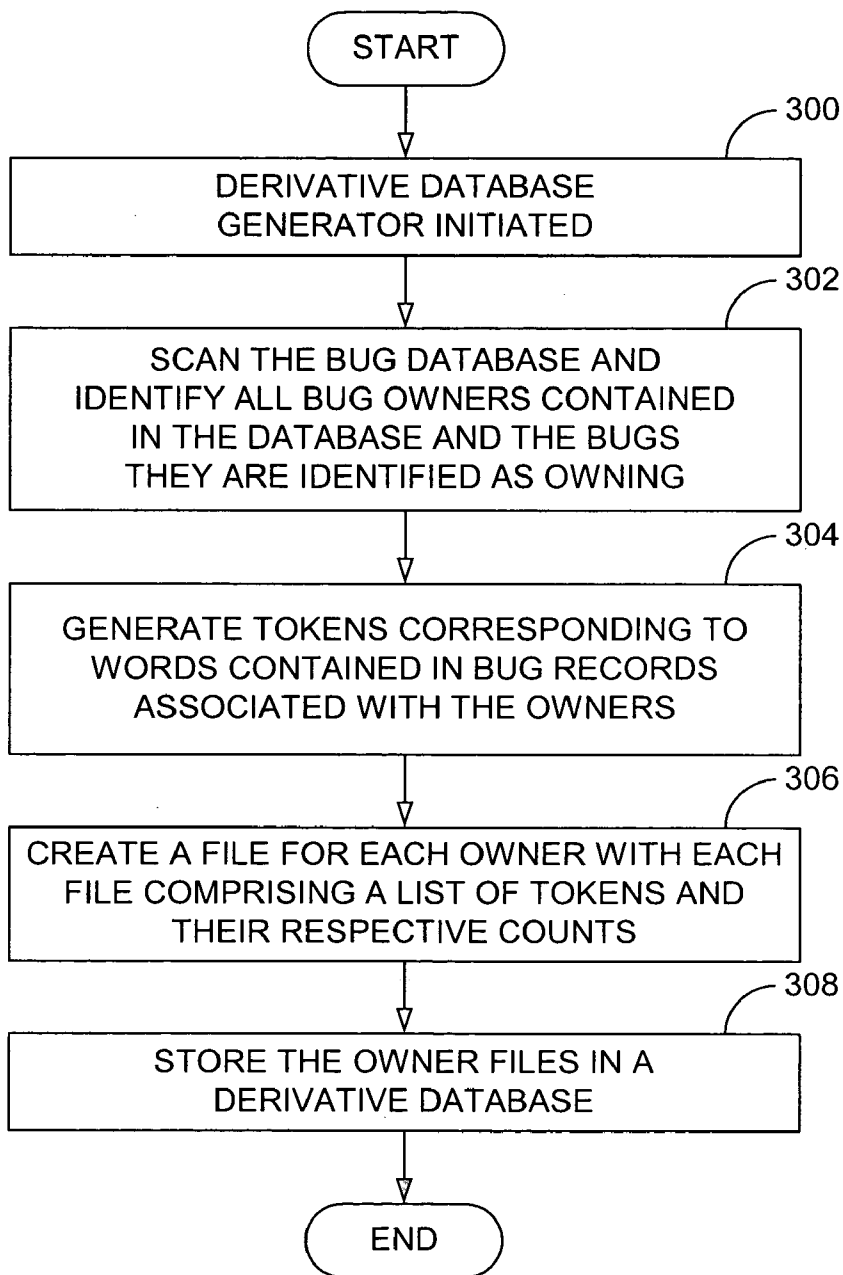 START
300
DERIVATIVE DATABASE
GENERATOR INITIATED
302
SCAN THE BUG DATABASE AND
IDENTIFY ALL BUG OWNERS CONTAINED
IN THE DATABASE AND THE BUGS
THEY ARE IDENTIFIED AS OWNING
304
GENERATE TOKENS CORRESPONDING TO
WORDS CONTAINED IN BUG RECORDS
ASSOCIATED WITH THE OWNERS
306
CREATE A FILE FOR EACH OWNER WITH EACH
FILE COMPRISING A LIST OF TOKENS AND
THEIR RESPECTIVE COUNTS
308
STORE THE OWNER FILES IN A
DERIVATIVE DATABASE
END